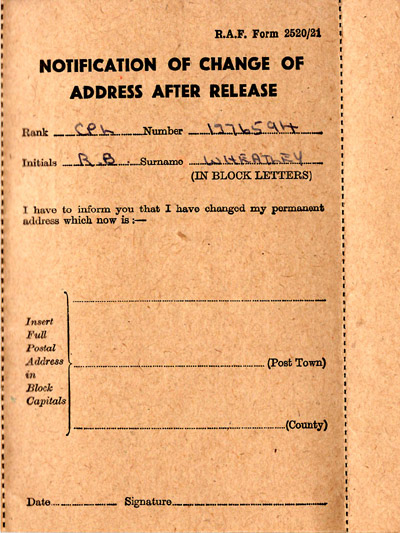 R.A.F. Form 2520/21
NOTIFICATION OF CHANGE OF
ADDRESS AFTER RELEASE
Rank CPL Number 1776594
Initials R.B. Surname WHEATLEY
(IN BLOCK LETTERS)
I have to inform you that I have changed my permanent
address which now is :—
Insert
Full
Postal
Address
in
Block
Capitals
(Post Town)
(County)
Date Signature